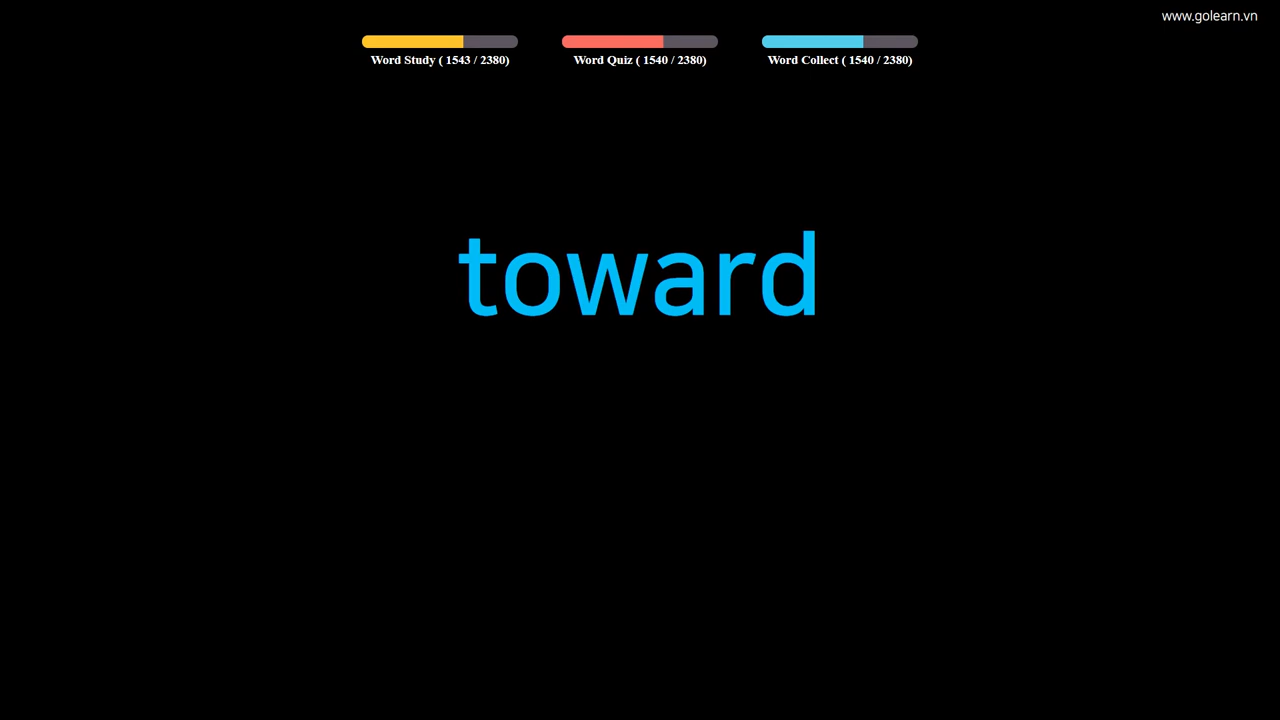 www.golearn.vn
Word Study ( 1543 / 2380)
Word Quiz ( 1540 / 2380)
Word Collect ( 1540 / 2380)
toward